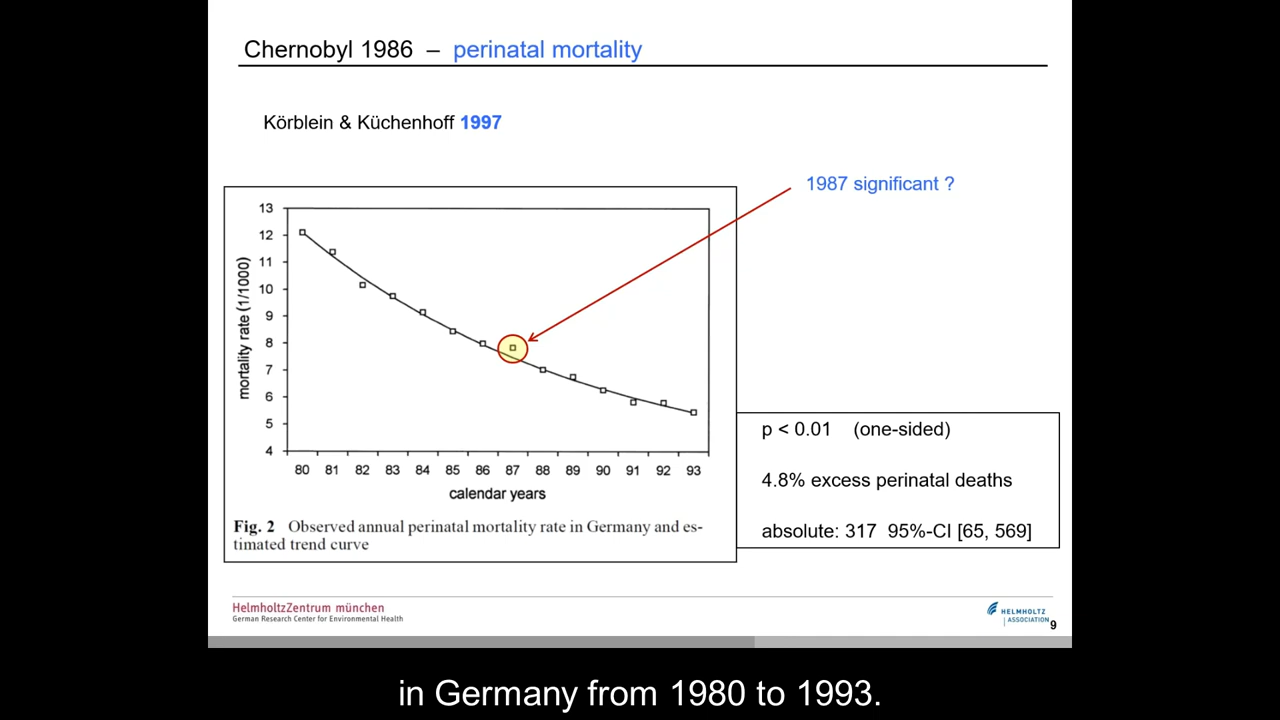 Chernobyl 1986 – perinatal mortality
Körblein & Küchenhoff 1997
1987 significant ?
13
12
11
10
9
8
7
6
5
4
mortality rate (1/1000)
80 81 82 83 84 85 86 87 88 89 90 91 92 93
calendar years
Fig. 2 Observed annual perinatal mortality rate in Germany and es-
timated trend curve
p < 0.01 (one-sided)
4.8% excess perinatal deaths
absolute: 317 95%-CI [65, 569]
HelmholtzZentrum münchen
German Research Center for Environmental Health
HELMHOLTZ
ASSOCIATION
9
in Germany from 1980 to 1993.